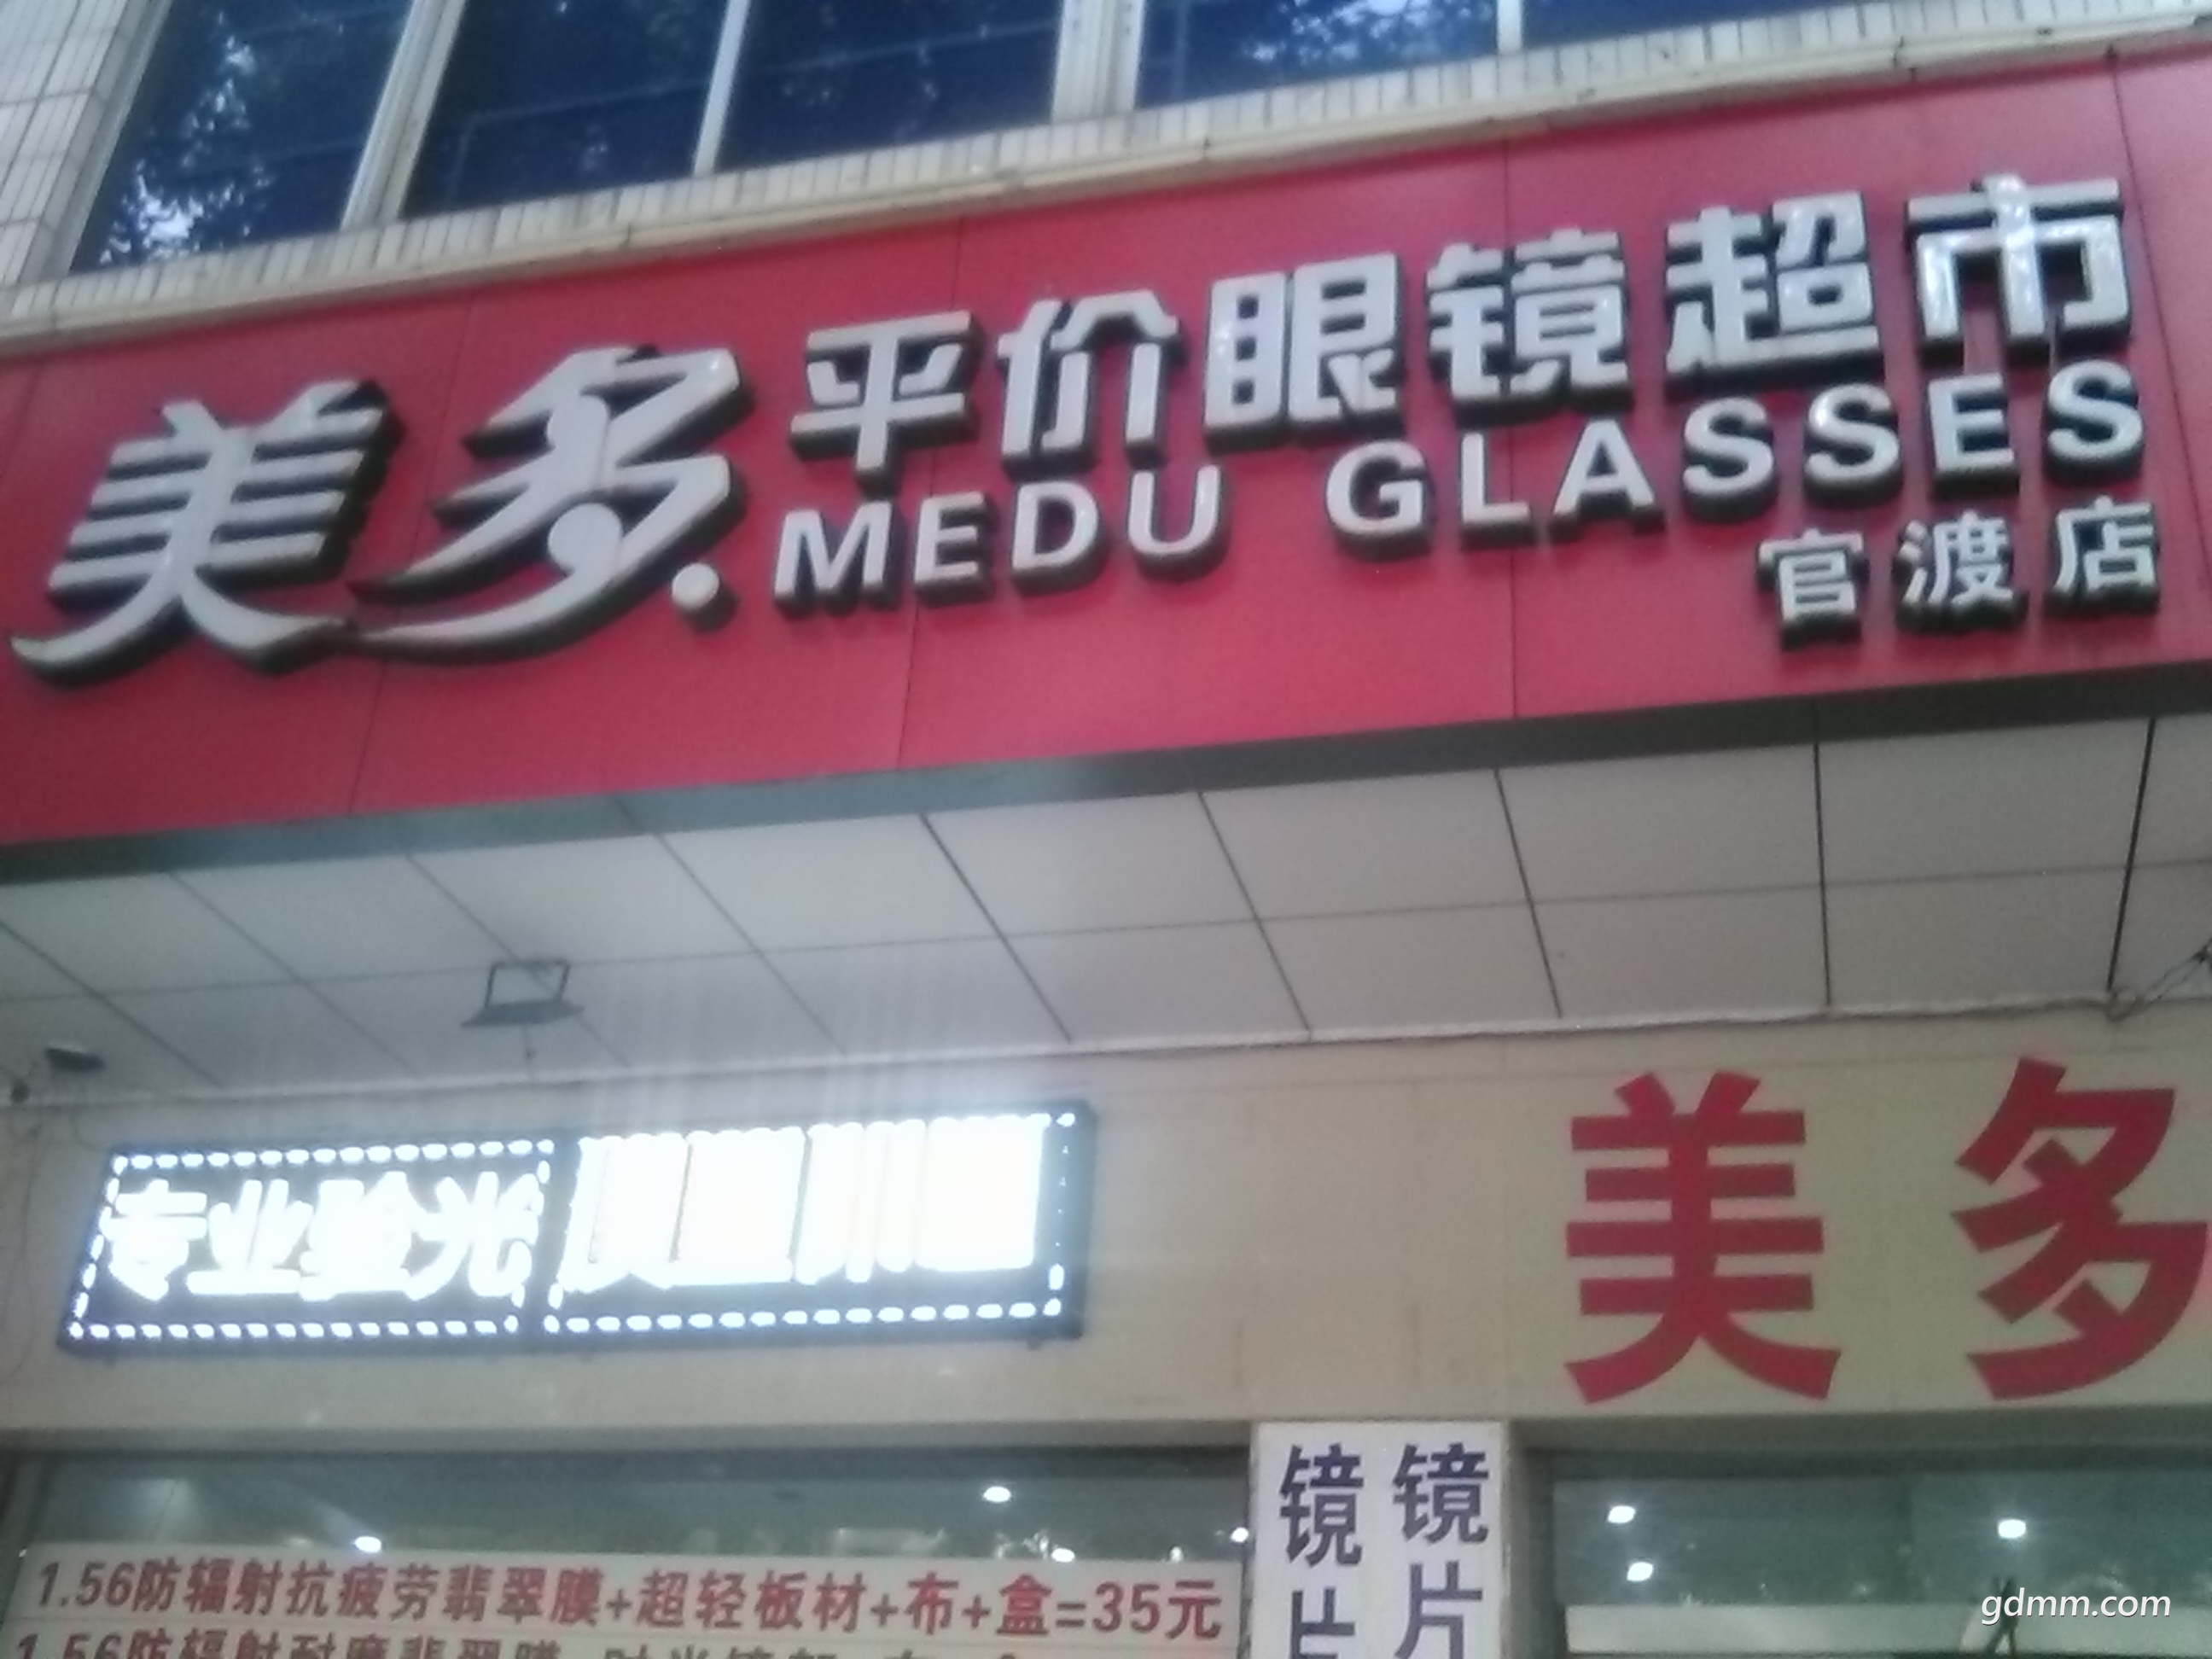 美多
平价眼镜超市
MEDU GLASSES
官渡店
专业验光
美多
镜片
镜片
1.56防辐射抗疲劳翡翠膜+超轻板材+布+盒=35元
gdmm.com